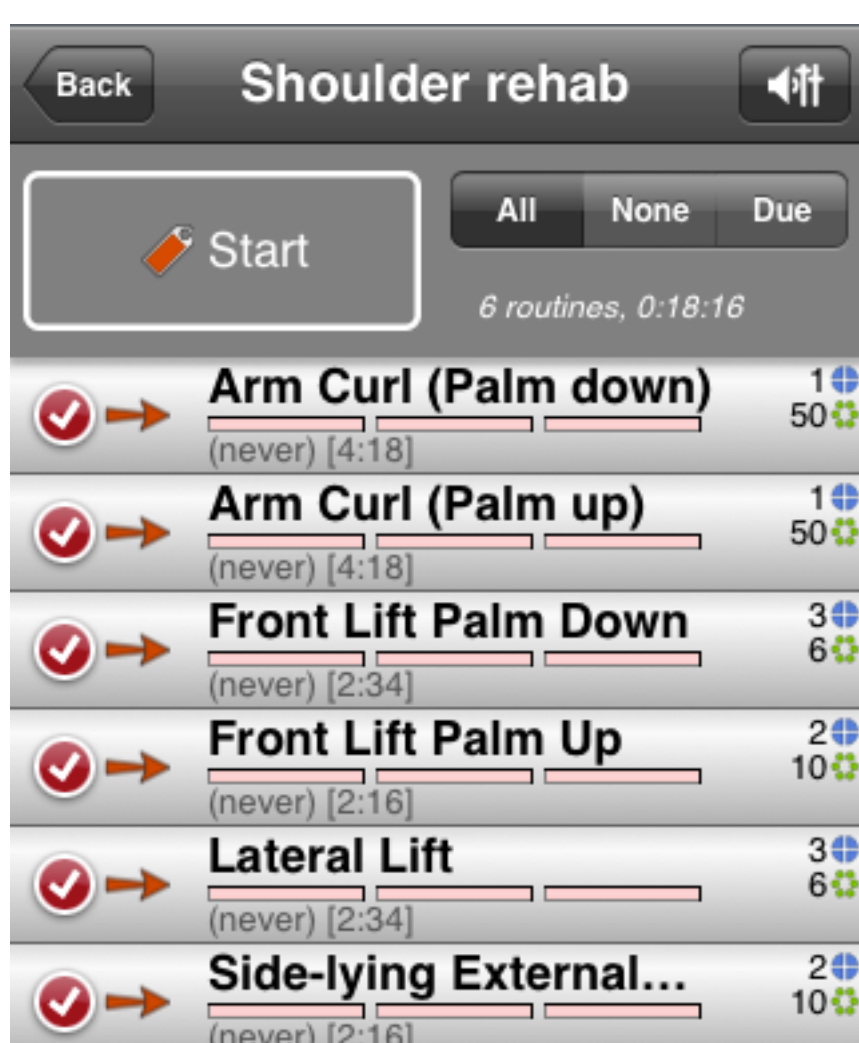 Back
Shoulder rehab
Start
All None Due
6 routines, 0:18:16
Arm Curl (Palm down)
1
50
(never) [4:18]
Arm Curl (Palm up)
1
50
(never) [4:18]
Front Lift Palm Down
3
6
(never) [2:34]
Front Lift Palm Up
2
10
(never) [2:16]
Lateral Lift
3
6
(never) [2:34]
Side-lying External...
2
10
(never) [2:16]